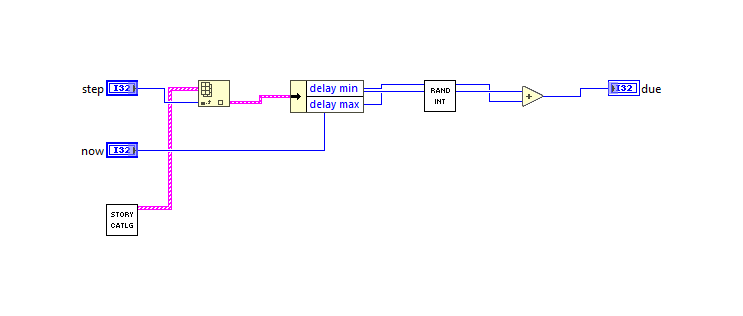 step
I32
delay min
delay max
RAND
INT
I32
due
now
I32
STORY
CATLG